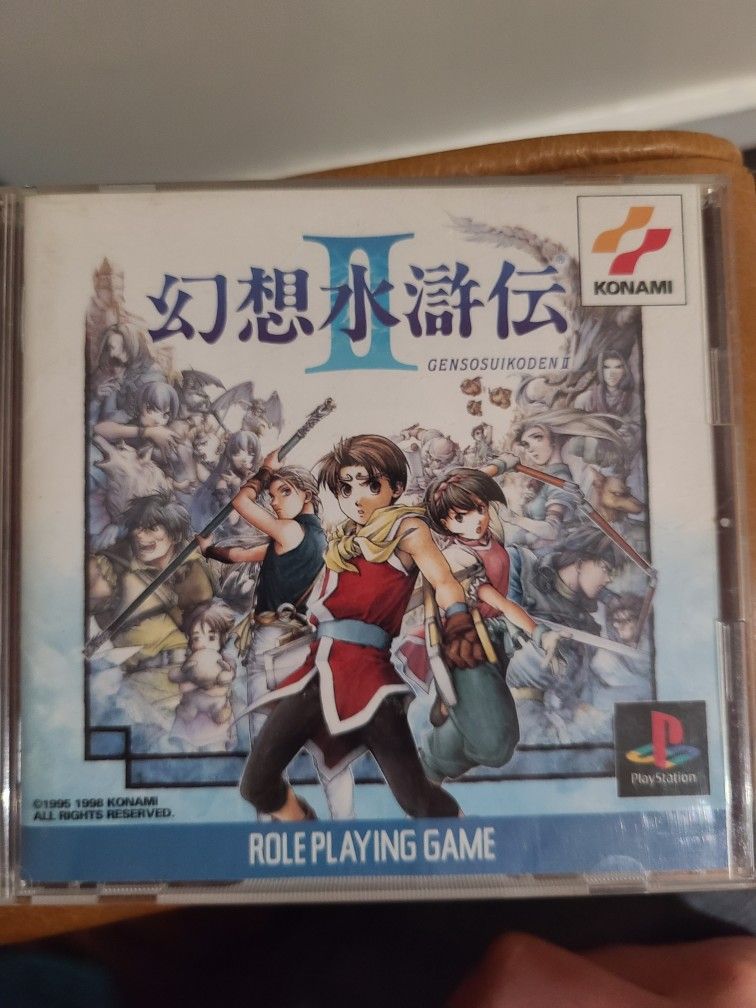 II
幻想水滸伝®
GENSOSUIKODEN II
KONAMI
PlayStation
©1995 1998 KONAMI
ALL RIGHTS RESERVED.
ROLE PLAYING GAME